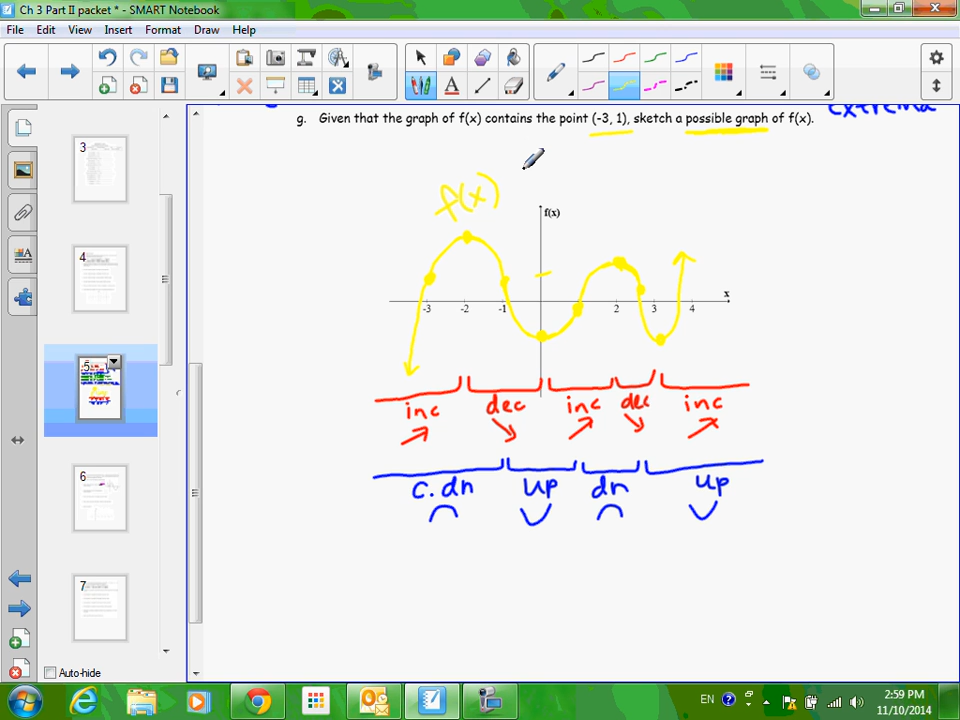 Ch 3 Part II packet * - SMART Notebook
File Edit View Insert Format Draw Help
extrema
g. Given that the graph of f(x) contains the point (-3, 1), sketch a possible graph of f(x).
f(x)
f(x)
x
-3 -2 -1 2 3 4
inc dec inc dec inc
c. dn up dn up
3
4
5
6
7
Auto-hide
EN
2:59 PM
11/10/2014